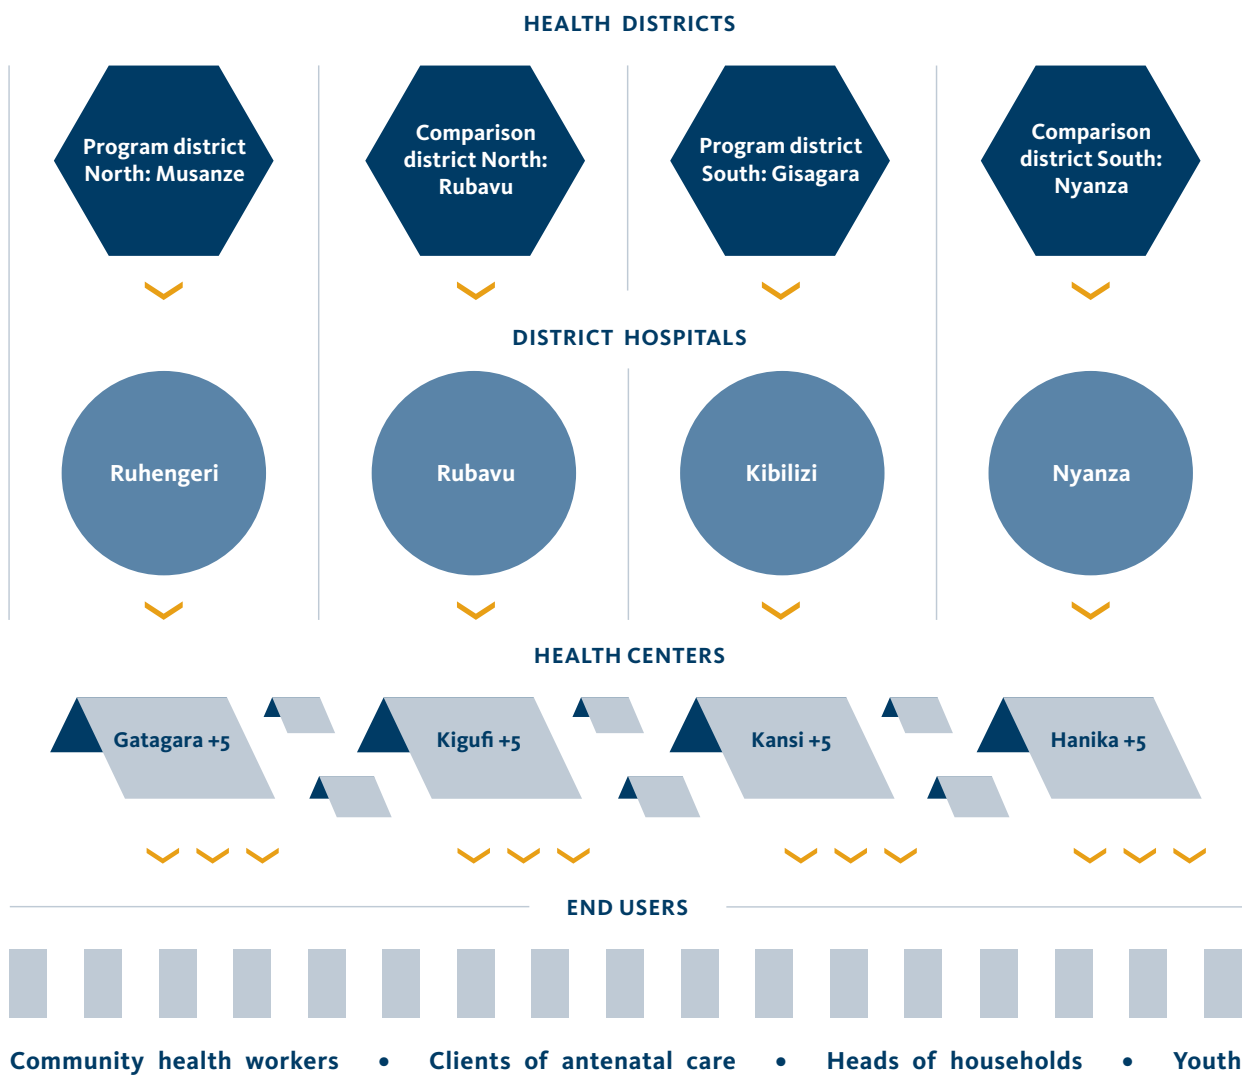 HEALTH DISTRICTS
Program district
North: Musanze
Comparison
district North:
Rubavu
Program district
South: Gisagara
Comparison
district South:
Nyanza
DISTRICT HOSPITALS
Ruhengeri
Rubavu
Kibilizi
Nyanza
HEALTH CENTERS
Gatagara +5
Kigufi +5
Kansi +5
Hanika +5
END USERS
Community health workers • Clients of antenatal care • Heads of households • Youth